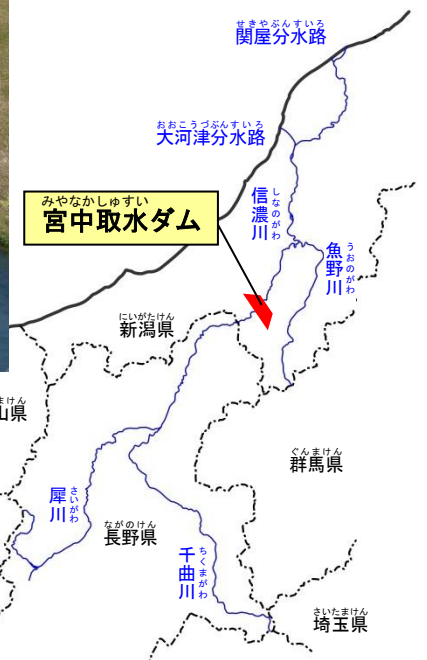 せきやぶんすいろ
関屋分水路
おおこうづぶんすいろ
大河津分水路
みやなかしゅすい
宮中取水ダム
しなのがわ
信濃川
うおのがわ
魚野川
にいがたけん
新潟県
まけん
山県
ぐんまけん
群馬県
さいがわ
犀川
ながのけん
長野県
ちくまがわ
千曲川
さいたまけん
埼玉県